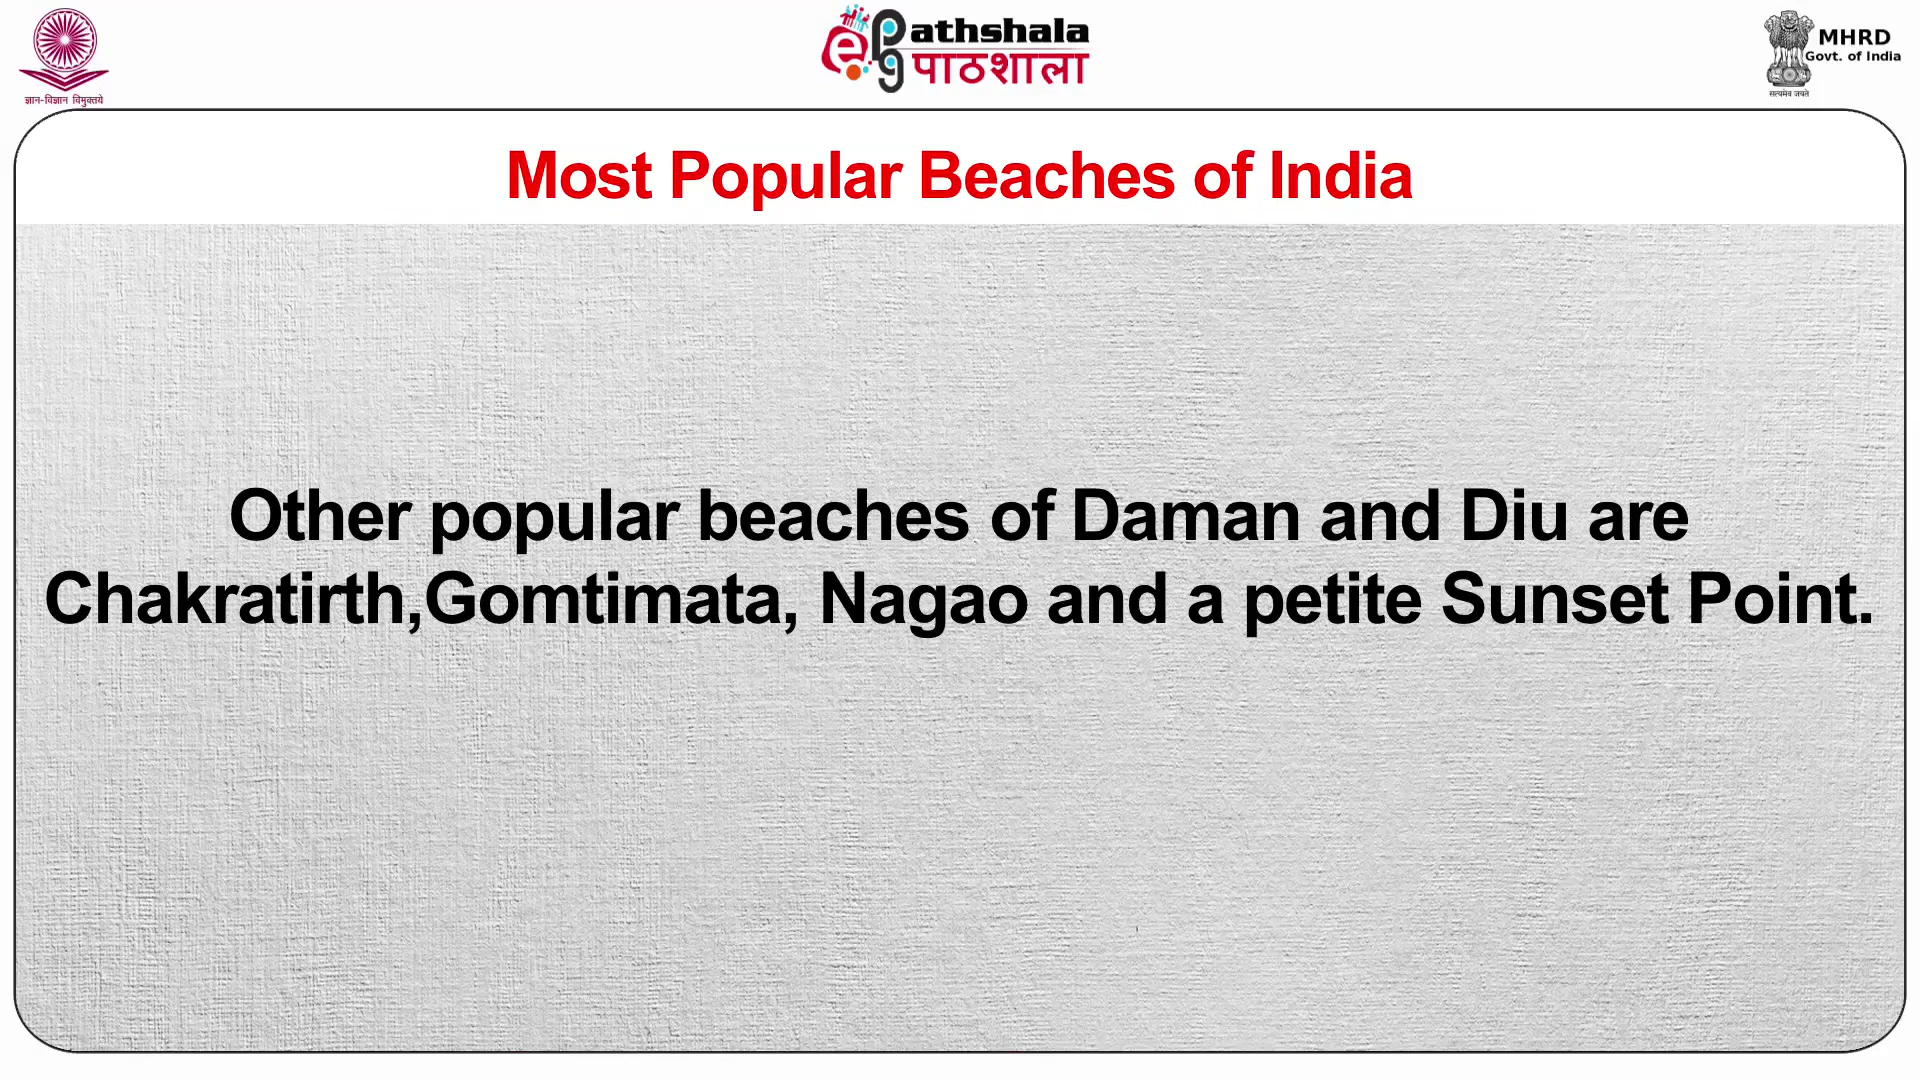 ज्ञान-विज्ञान विमुक्तये
ePGathshala
पाठशाला
MHRD
Govt. of India
सत्यमेव जयते
Most Popular Beaches of India
Other popular beaches of Daman and Diu are
Chakratirth,Gomtimata, Nagao and a petite Sunset Point.